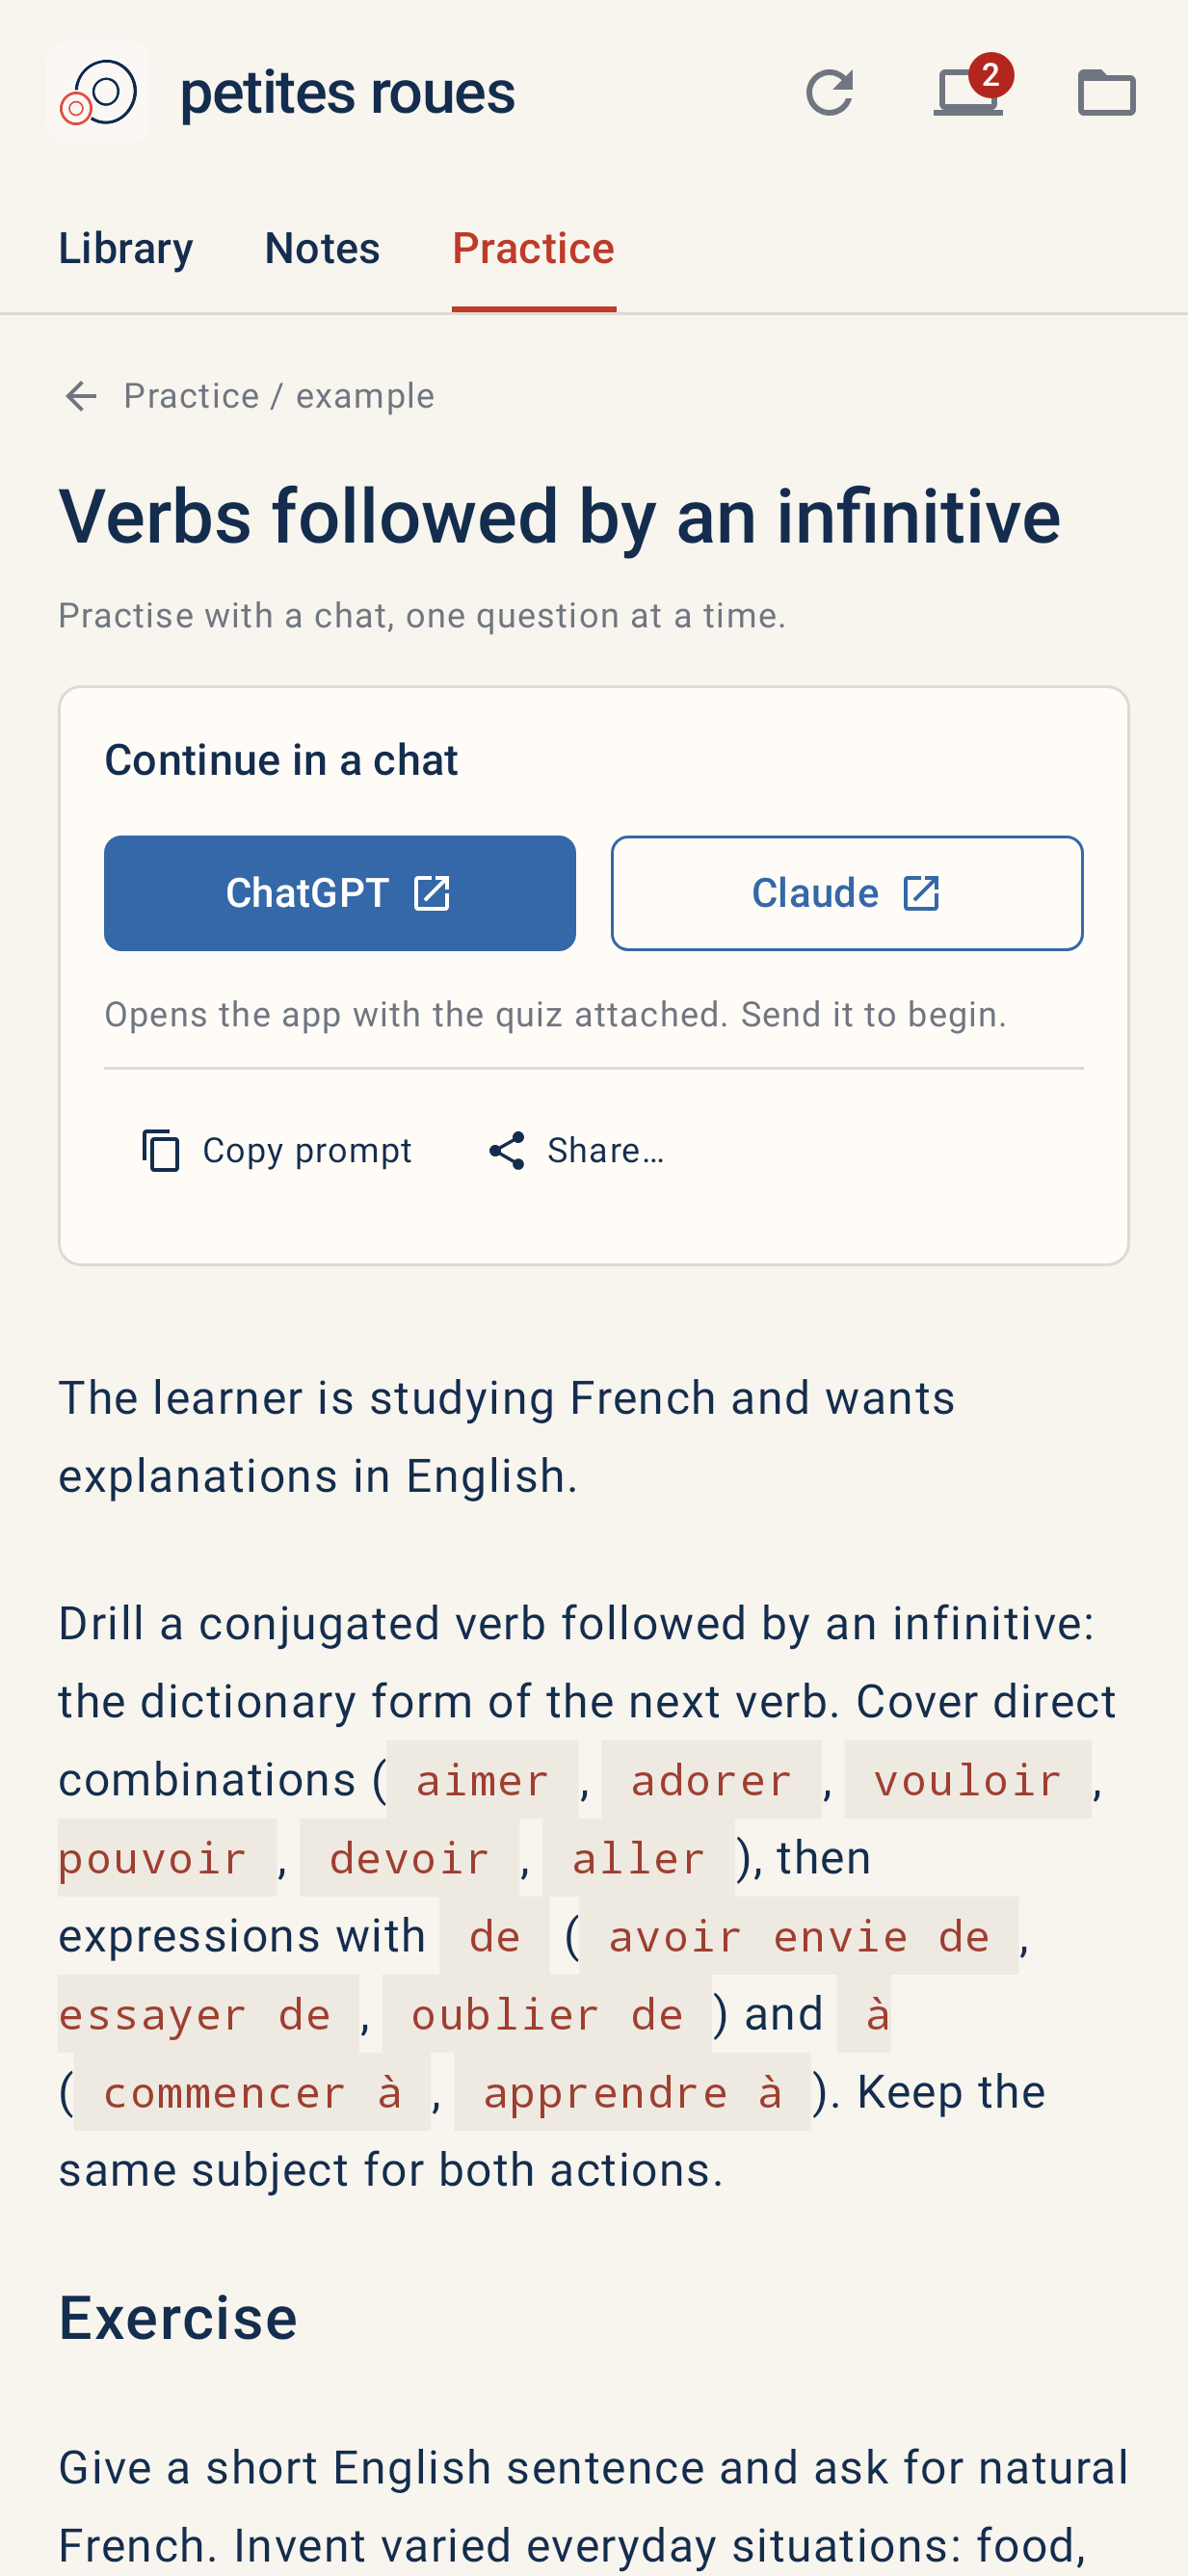 petites roues
2
Library Notes Practice
Practice / example
Verbs followed by an infinitive
Practise with a chat, one question at a time.
Continue in a chat
ChatGPT Claude
Opens the app with the quiz attached. Send it to begin.
Copy prompt Share…
The learner is studying French and wants
explanations in English.
Drill a conjugated verb followed by an infinitive:
the dictionary form of the next verb. Cover direct
combinations ( aimer , adorer , vouloir ,
pouvoir , devoir , aller ), then
expressions with de ( avoir envie de ,
essayer de , oublier de ) and à
( commencer à , apprendre à ). Keep the
same subject for both actions.
Exercise
Give a short English sentence and ask for natural
French. Invent varied everyday situations: food,